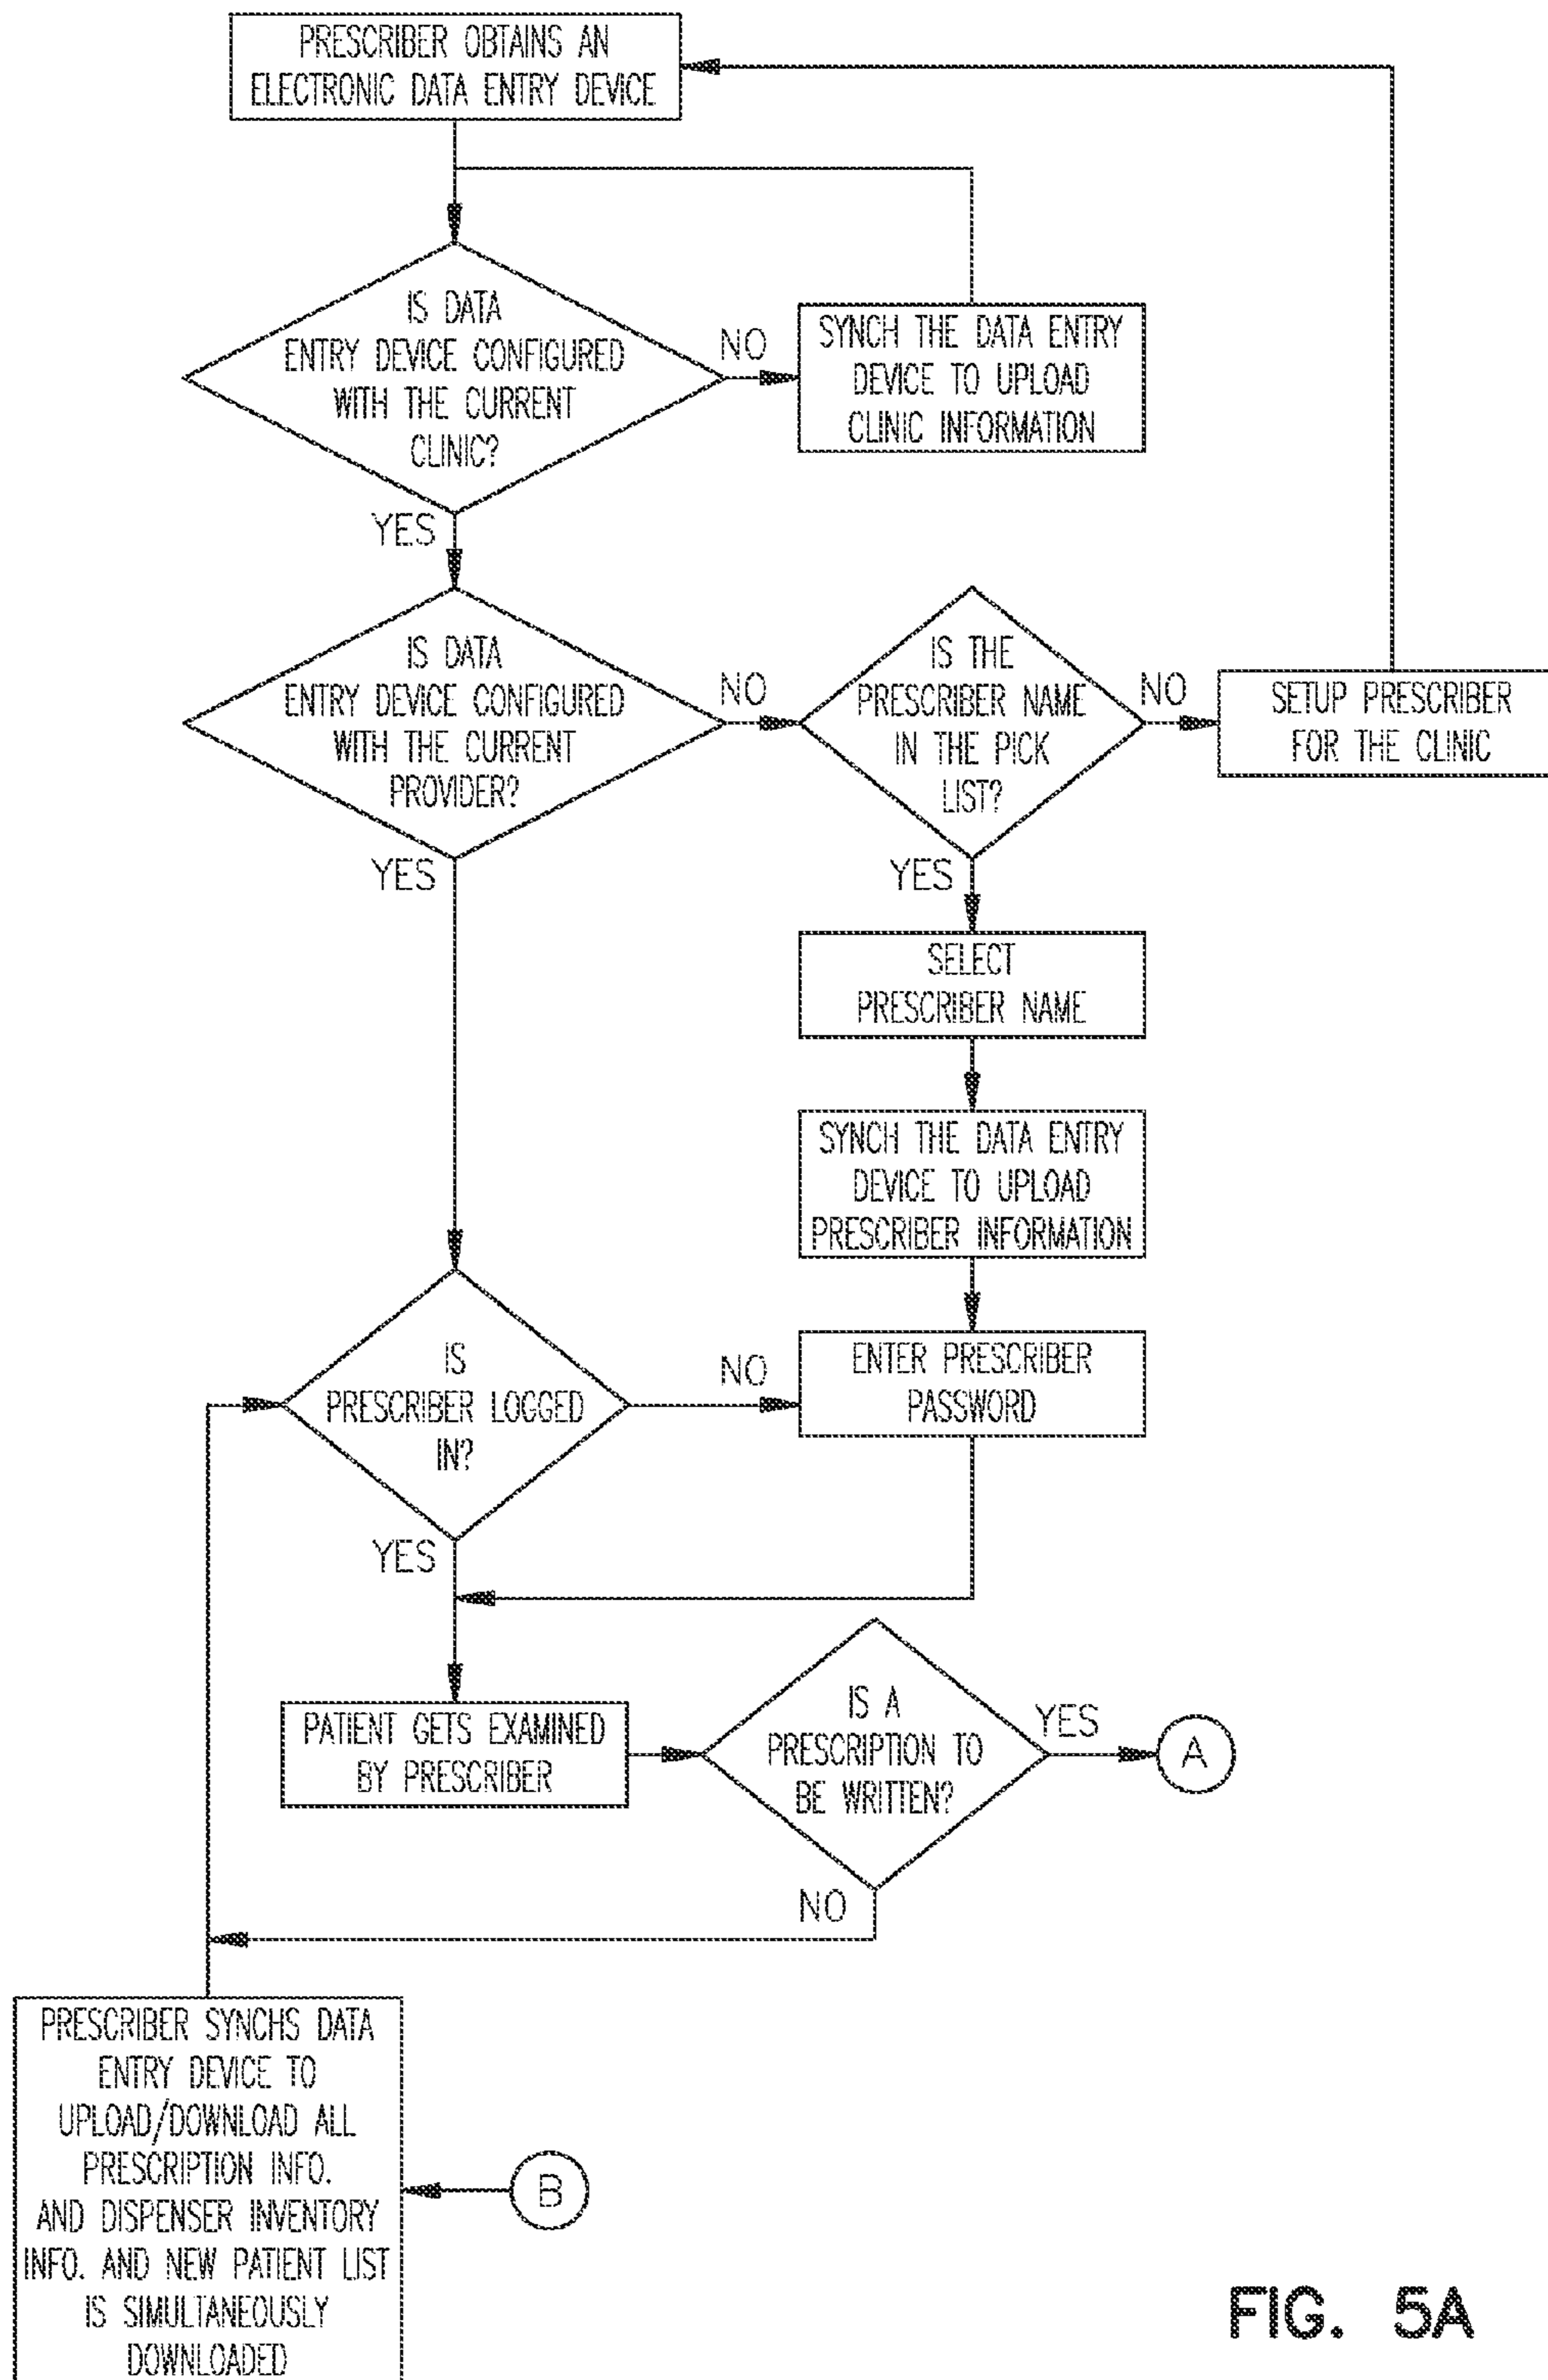 PRESCRIBER OBTAINS AN
ELECTRONIC DATA ENTRY DEVICE
IS DATA
ENTRY DEVICE CONFIGURED
WITH THE CURRENT
CLINIC?
NO
SYNCH THE DATA ENTRY
DEVICE TO UPLOAD
CLINIC INFORMATION
YES
IS DATA
ENTRY DEVICE CONFIGURED
WITH THE CURRENT
PROVIDER?
NO
IS THE
PRESCRIBER NAME
IN THE PICK
LIST?
NO
SETUP PRESCRIBER
FOR THE CLINIC
YES
YES
SELECT
PRESCRIBER NAME
SYNCH THE DATA ENTRY
DEVICE TO UPLOAD
PRESCRIBER INFORMATION
IS
PRESCRIBER LOGGED
IN?
NO
ENTER PRESCRIBER
PASSWORD
YES
PATIENT GETS EXAMINED
BY PRESCRIBER
IS A
PRESCRIPTION TO
BE WRITTEN?
YES
A
NO
PRESCRIBER SYNCHS DATA
ENTRY DEVICE TO
UPLOAD/DOWNLOAD ALL
PRESCRIPTION INFO.
AND DISPENSER INVENTORY
INFO. AND NEW PATIENT LIST
IS SIMULTANEOUSLY
DOWNLOADED
B
FIG. 5A